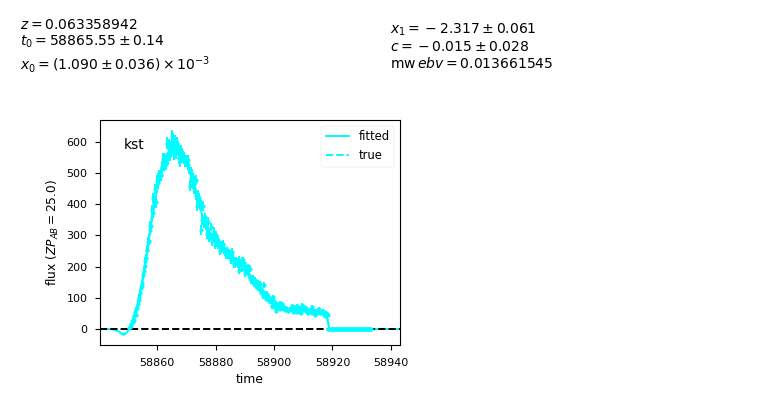 z = 0.063358942
t₀ = 58865.55 ± 0.14
x₀ = (1.090 ± 0.036) × 10⁻³
x₁ = −2.317 ± 0.061
c = −0.015 ± 0.028
mw ebv = 0.013661545
kst
fitted
true
600
500
400
300
200
100
0
flux (ZP_AB = 25.0)
58860 58880 58900 58920 58940
time